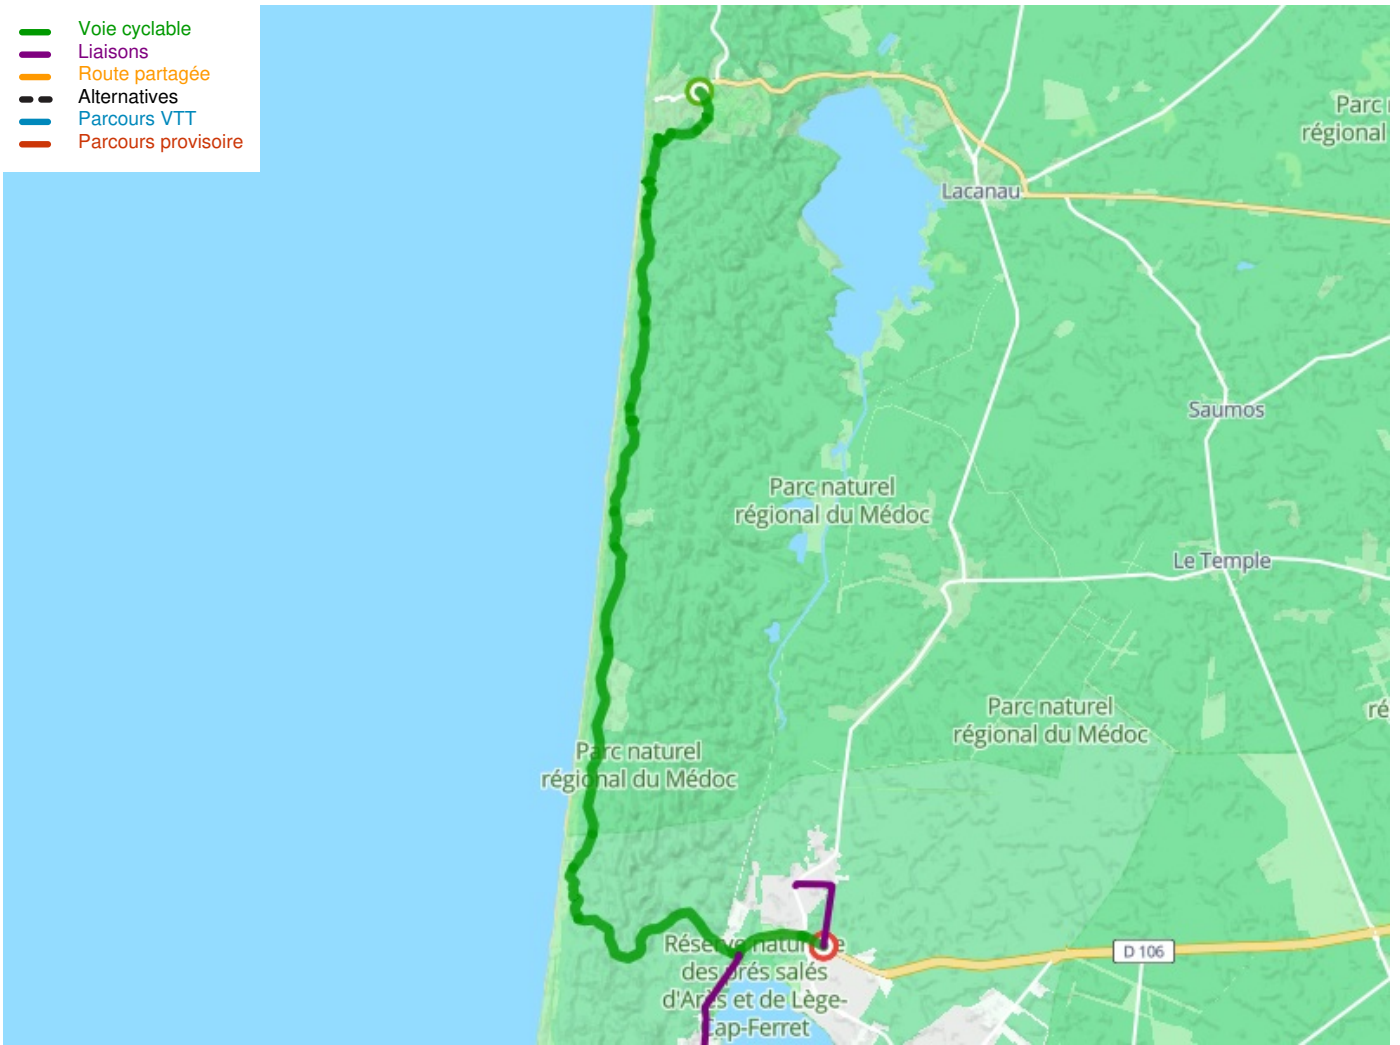 Voie cyclable
Liaisons
Route partagée
Alternatives
Parcours VTT
Parcours provisoire
Parc
régional
Lacanau
Saumos
Parc naturel
régional du Médoc
Le Temple
Parc naturel
régional du Médoc
ré
Parc naturel
régional du Médoc
D 106
Réserve naturelle
des prés salés
d'Arès et de Lège-
Cap-Ferret